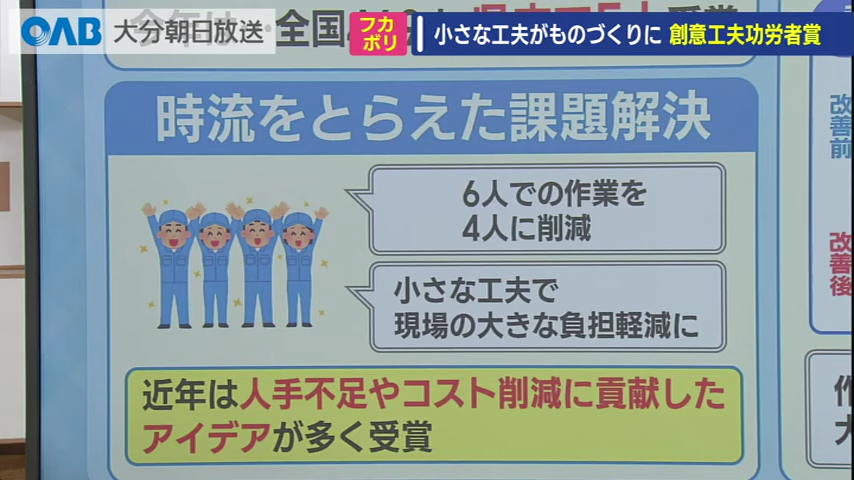 OAB 大分朝日放送
フカボリ
小さな工夫がものづくりに 創意工夫功労者賞
時流をとらえた課題解決
6人での作業を
4人に削減
小さな工夫で
現場の大きな負担軽減に
近年は人手不足やコスト削減に貢献した
アイデアが多く受賞
改善前
改善後